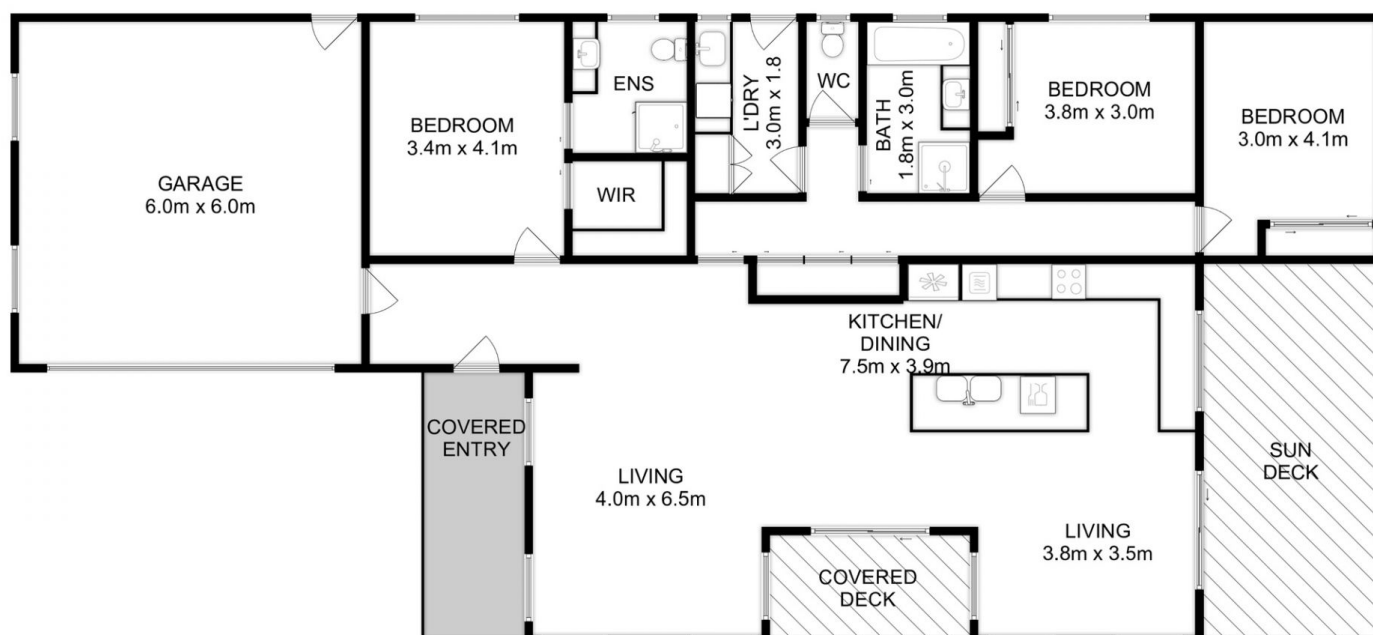 GARAGE
6.0m x 6.0m
BEDROOM
3.4m x 4.1m
ENS
WIR
L'DRY
3.0m x 1.8
WC
BATH
1.8m x 3.0m
BEDROOM
3.8m x 3.0m
BEDROOM
3.0m x 4.1m
KITCHEN/
DINING
7.5m x 3.9m
COVERED
ENTRY
LIVING
4.0m x 6.5m
LIVING
3.8m x 3.5m
COVERED
DECK
SUN
DECK